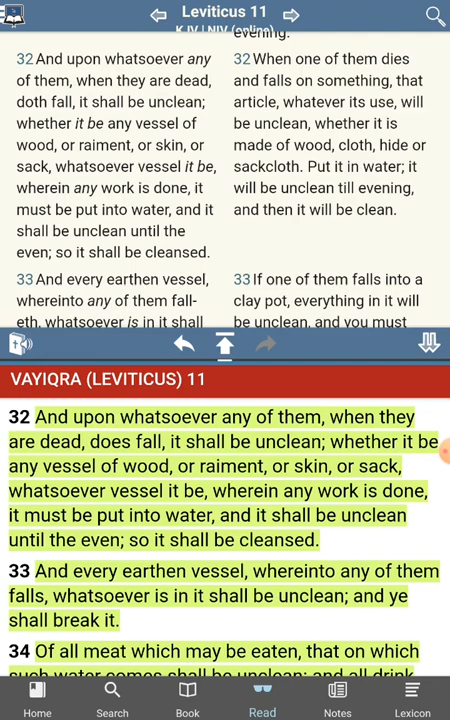 Leviticus 11
KJV | NIV (online)
evening.
32 And upon whatsoever any
of them, when they are dead,
doth fall, it shall be unclean;
whether it be any vessel of
wood, or raiment, or skin, or
sack, whatsoever vessel it be,
wherein any work is done, it
must be put into water, and it
shall be unclean until the
even; so it shall be cleansed.
33 And every earthen vessel,
whereinto any of them fall-
eth, whatsoever is in it shall
32 When one of them dies
and falls on something, that
article, whatever its use, will
be unclean, whether it is
made of wood, cloth, hide or
sackcloth. Put it in water; it
will be unclean till evening,
and then it will be clean.
33 If one of them falls into a
clay pot, everything in it will
be unclean, and you must
VAYIQRA (LEVITICUS) 11
32 And upon whatsoever any of them, when they
are dead, does fall, it shall be unclean; whether it be
any vessel of wood, or raiment, or skin, or sack,
whatsoever vessel it be, wherein any work is done,
it must be put into water, and it shall be unclean
until the even; so it shall be cleansed.
33 And every earthen vessel, whereinto any of them
falls, whatsoever is in it shall be unclean; and ye
shall break it.
34 Of all meat which may be eaten, that on which
such water comes shall be unclean: and all drink
Home
Search
Book
Read
Notes
Lexicon